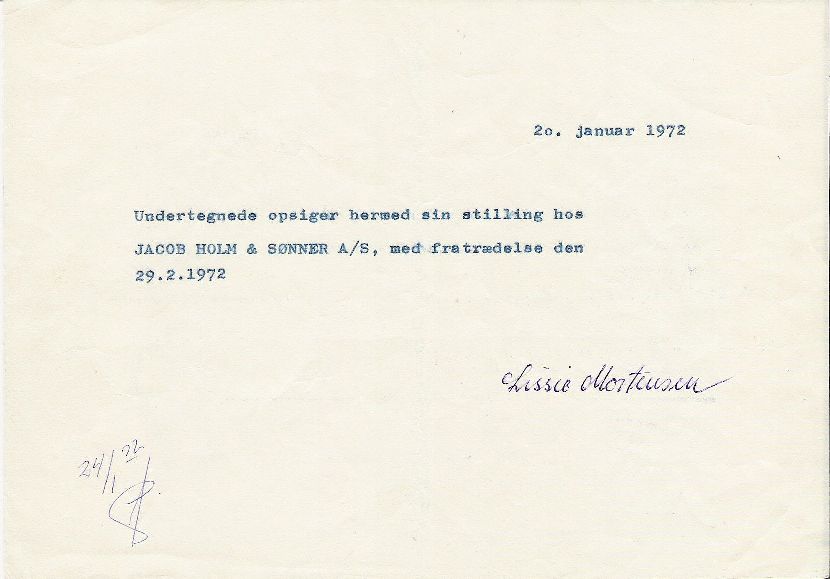 2o. januar 1972
Undertegnede opsiger hermed sin stilling hos
JACOB HOLM & SØNNER A/S, med fratrædelse den
29.2.1972
Lissie Mortensen
24/1 72